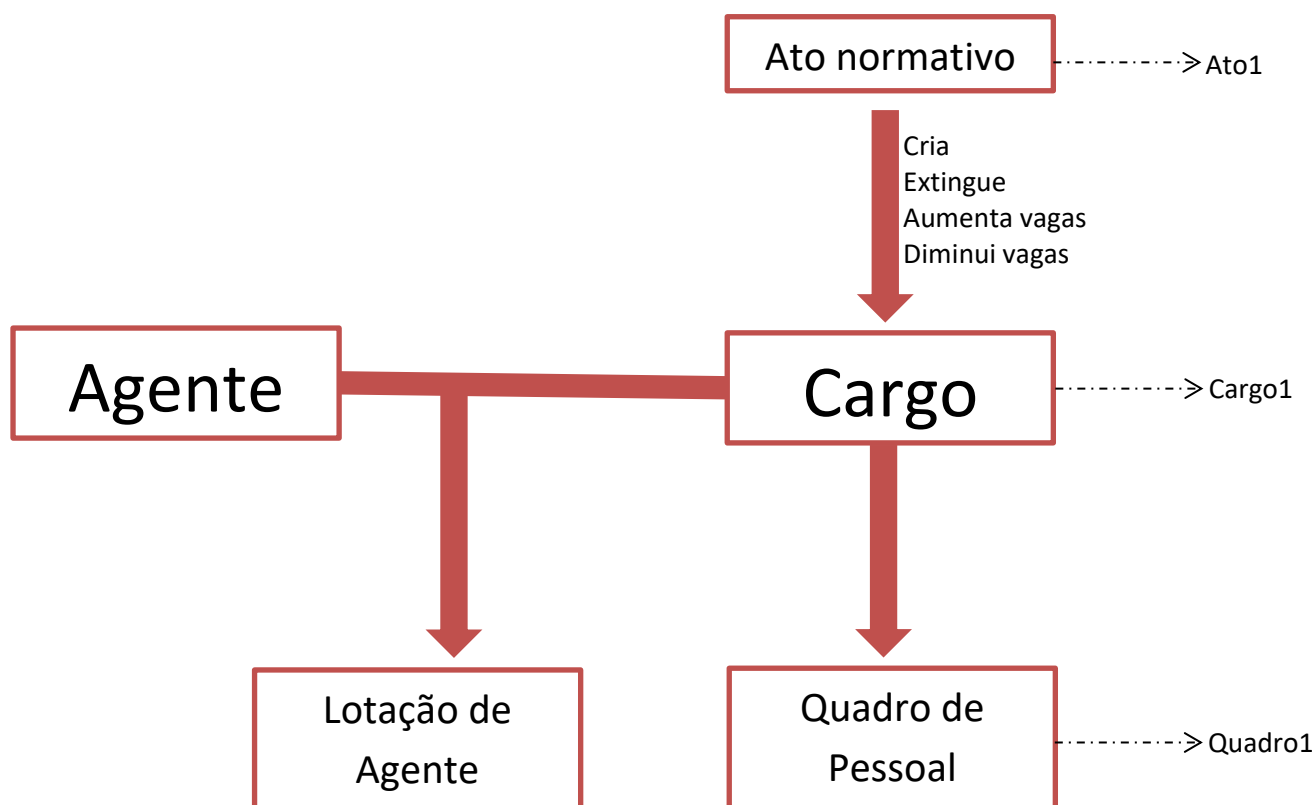 Ato normativo
Ato1
Cria
Extingue
Aumenta vagas
Diminui vagas
Agente
Cargo
Cargo1
Lotação de
Agente
Quadro de
Pessoal
Quadro1